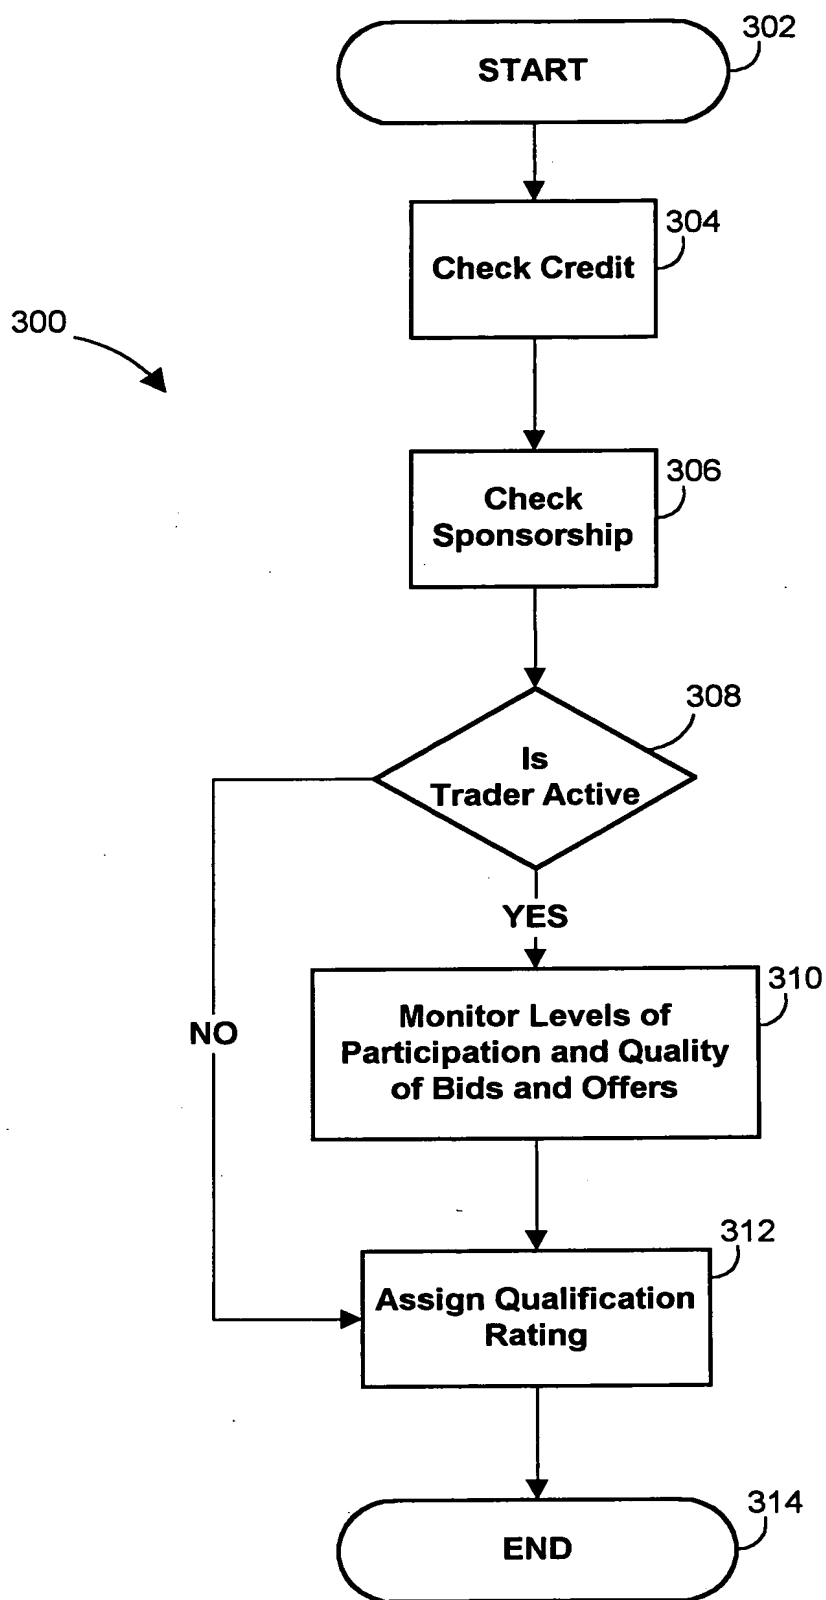 302
START
304
Check Credit
300
306
Check
Sponsorship
308
Is
Trader Active
YES
310
NO
Monitor Levels of
Participation and Quality
of Bids and Offers
312
Assign Qualification
Rating
314
END